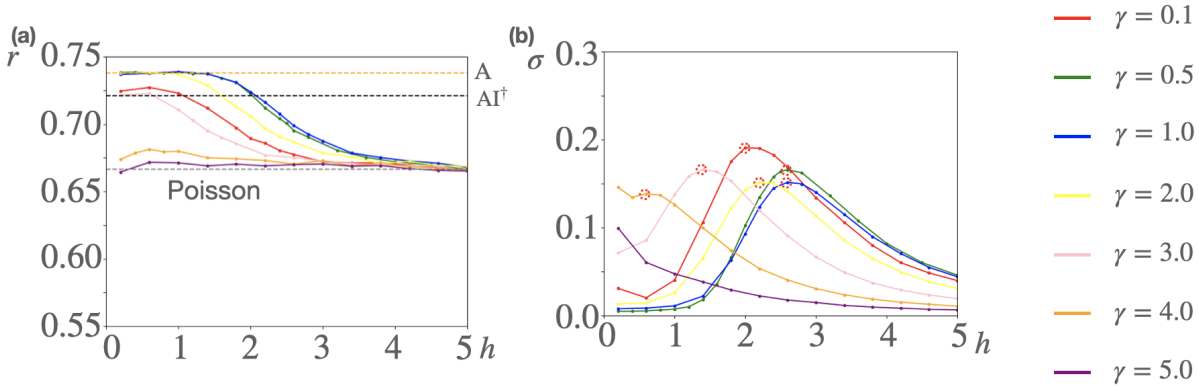 (a)
r
0.75
0.70
0.65
0.60
0.55
A
AI†
Poisson
0 1 2 3 4 5 h
(b)
σ
0.3
0.2
0.1
0.0
0 1 2 3 4 5 h
γ = 0.1
γ = 0.5
γ = 1.0
γ = 2.0
γ = 3.0
γ = 4.0
γ = 5.0